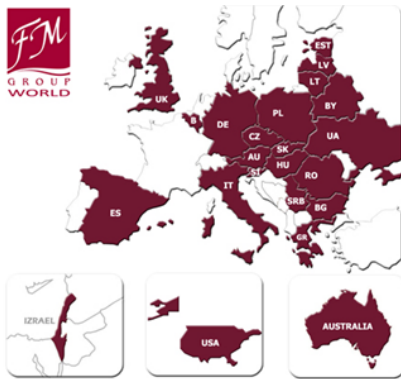 FM
GROUP
WORLD
EST
LV
LT
UK
BY
B
DE
PL
CZ
UA
SK
AU
HU
SI
RO
IT
SRB
ES
BG
GR
IZRAEL
USA
AUSTRALIA